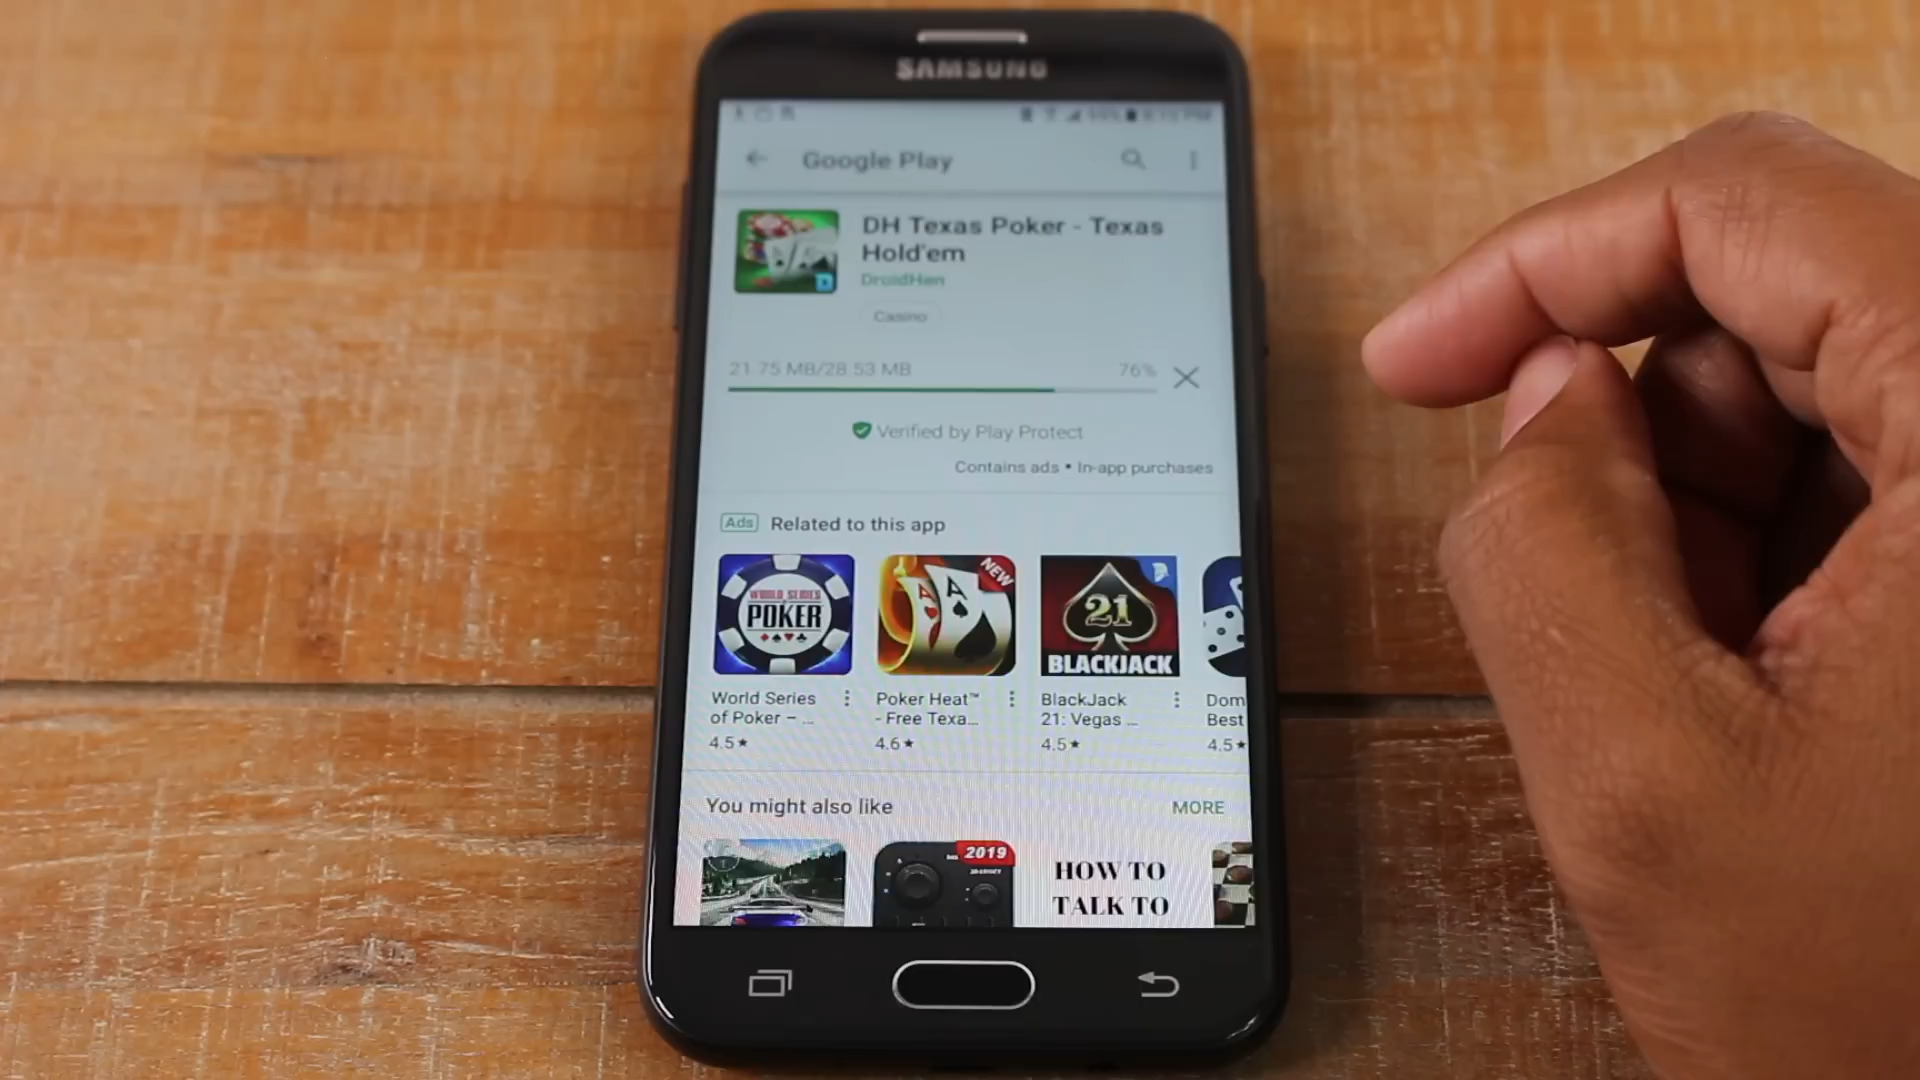 SAMSUNG
Google Play
DH Texas Poker - Texas
Hold'em
DroidHen
Casino
21.75 MB/28.53 MB 76%
Verified by Play Protect
Contains ads • In-app purchases
Ads Related to this app
WORLD SERIES
POKER
NEW
A A
21
BLACKJACK
World Series
of Poker – ...
4.5★
Poker Heat™
- Free Texa...
4.6★
BlackJack
21: Vegas ...
4.5★
Dom
Best
4.5★
You might also like MORE
2019
HOW TO
TALK TO